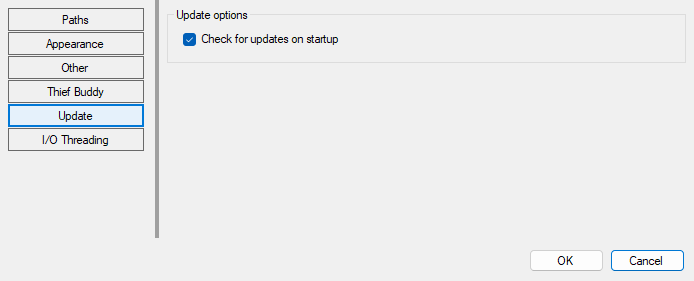 Paths
Appearance
Other
Thief Buddy
Update
I/O Threading
Update options
Check for updates on startup
OK
Cancel